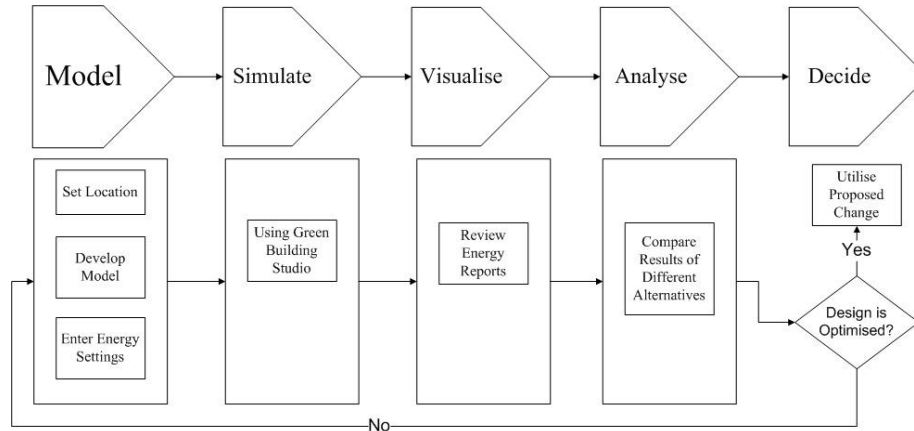 Model
Simulate
Visualise
Analyse
Decide
Set Location
Develop
Model
Enter Energy
Settings
Using Green
Building
Studio
Review
Energy
Reports
Compare
Results of
Different
Alternatives
Utilise
Proposed
Change
Yes
Design is
Optimised?
No